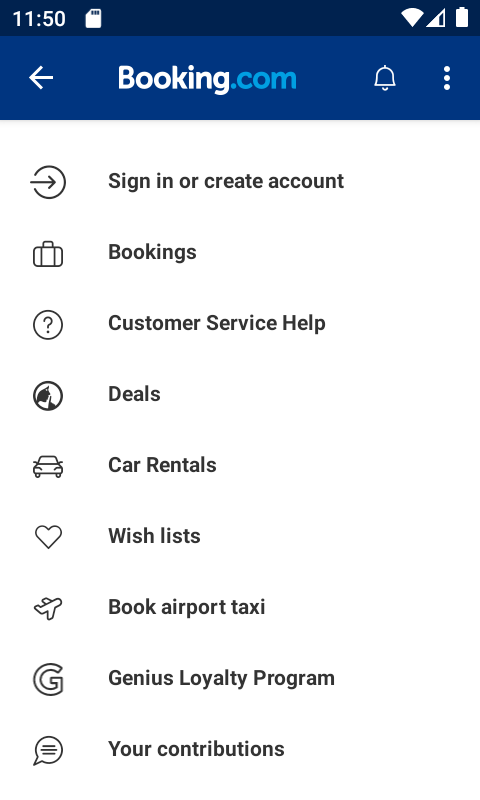 11:50
Booking.com
Sign in or create account
Bookings
Customer Service Help
Deals
Car Rentals
Wish lists
Book airport taxi
Genius Loyalty Program
Your contributions